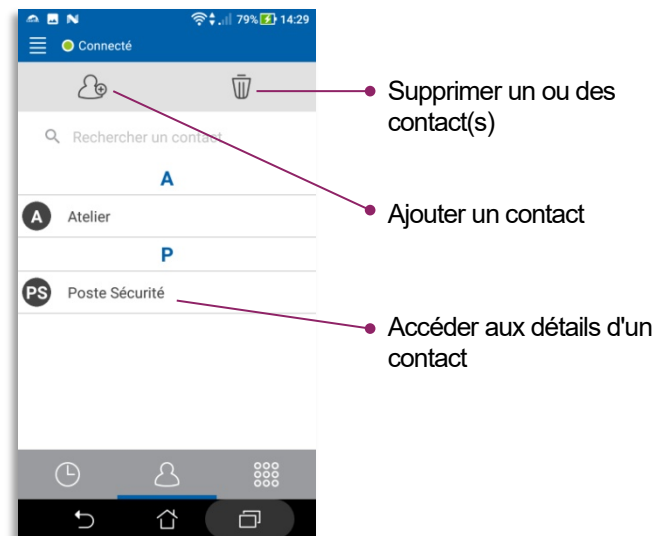 79% 14:29
Connecté
Supprimer un ou des
contact(s)
Rechercher un contact
A
A Atelier
Ajouter un contact
P
PS Poste Sécurité
Accéder aux détails d'un
contact